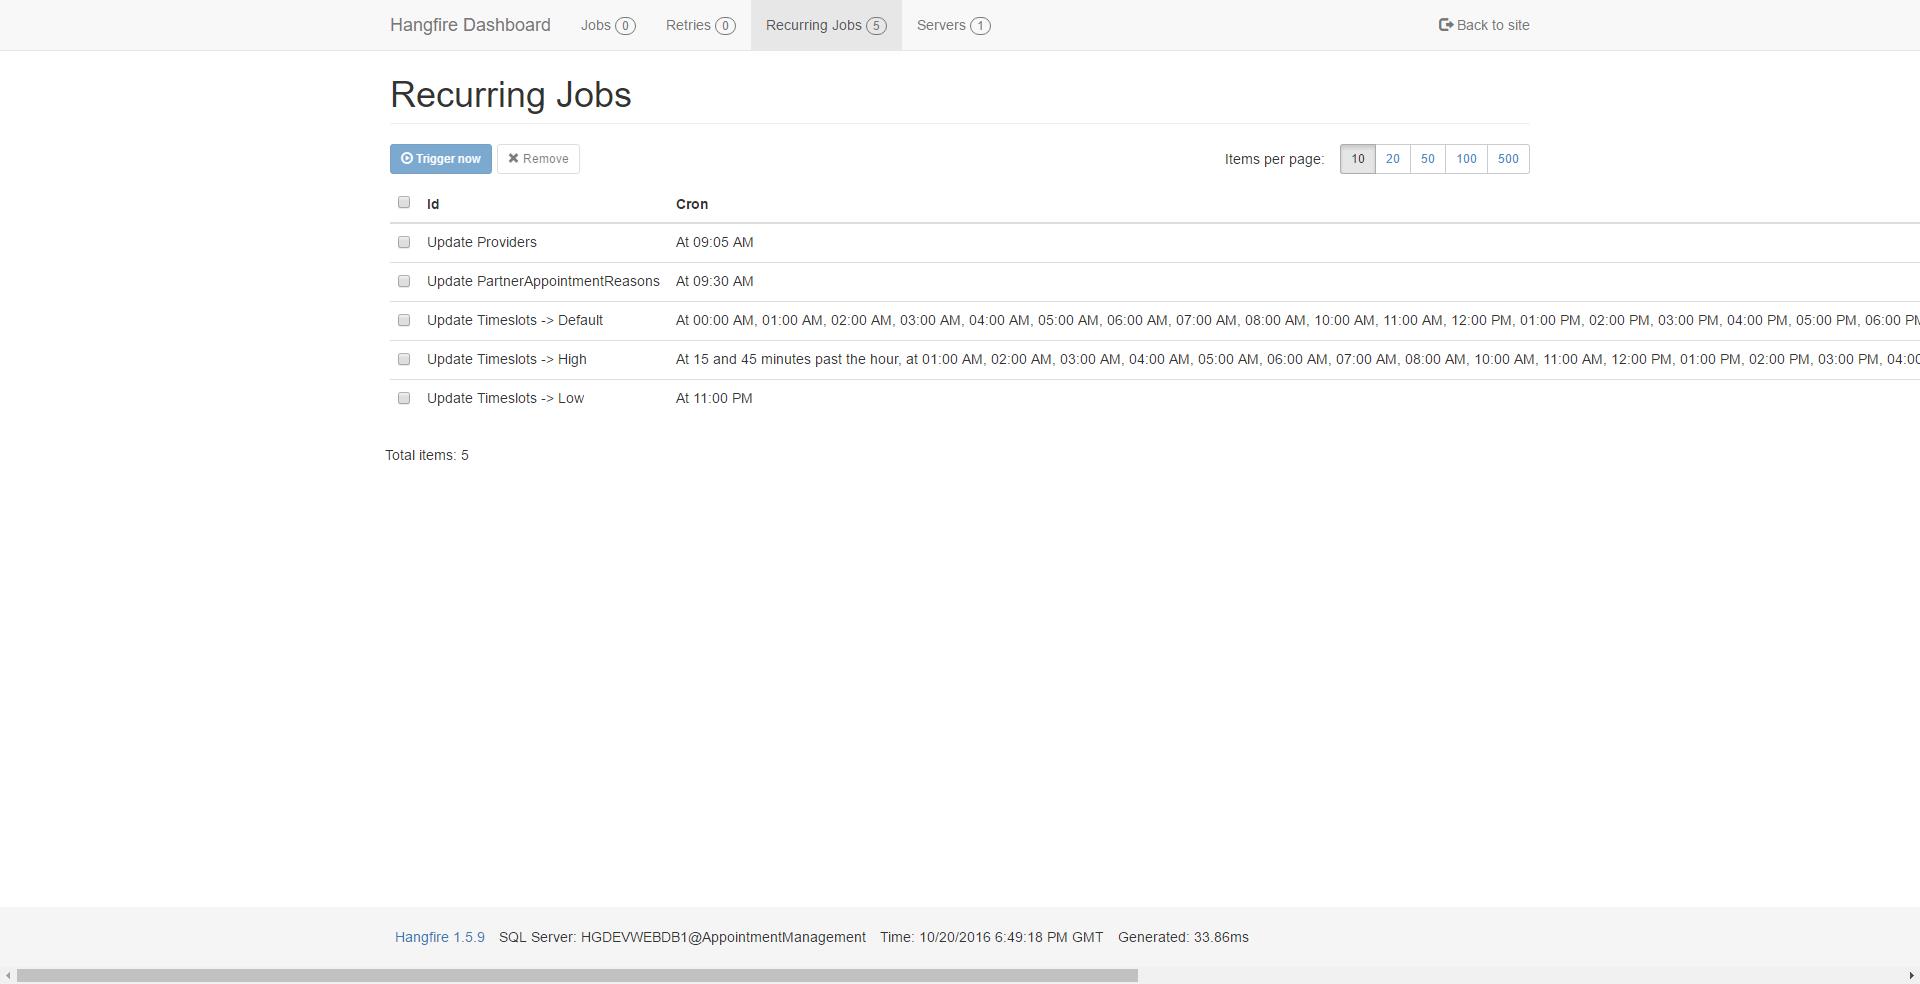 Hangfire Dashboard Jobs 0 Retries 0 Recurring Jobs 5 Servers 1 Back to site
Recurring Jobs
Trigger now Remove Items per page: 10 20 50 100 500
Id Cron
Update Providers At 09:05 AM
Update PartnerAppointmentReasons At 09:30 AM
Update Timeslots -> Default At 00:00 AM, 01:00 AM, 02:00 AM, 03:00 AM, 04:00 AM, 05:00 AM, 06:00 AM, 07:00 AM, 08:00 AM, 10:00 AM, 11:00 AM, 12:00 PM, 01:00 PM, 02:00 PM, 03:00 PM, 04:00 PM, 05:00 PM, 06:00 PM
Update Timeslots -> High At 15 and 45 minutes past the hour, at 01:00 AM, 02:00 AM, 03:00 AM, 04:00 AM, 05:00 AM, 06:00 AM, 07:00 AM, 08:00 AM, 10:00 AM, 11:00 AM, 12:00 PM, 01:00 PM, 02:00 PM, 03:00 PM, 04:00
Update Timeslots -> Low At 11:00 PM
Total items: 5
Hangfire 1.5.9 SQL Server: HGDEVWEBDB1@AppointmentManagement Time: 10/20/2016 6:49:18 PM GMT Generated: 33.86ms